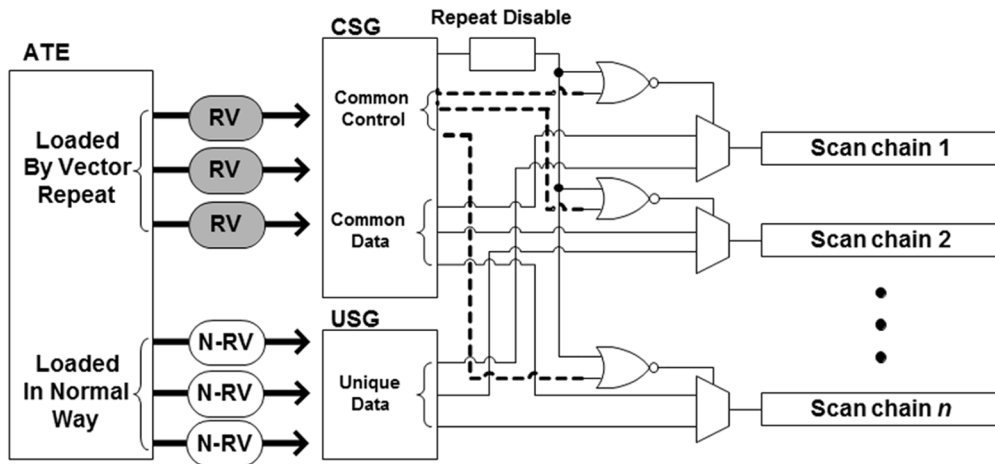 Repeat Disable
CSG
ATE
RV
Common
Control
Loaded
By Vector
Repeat
RV
Scan chain 1
RV
Common
Data
Scan chain 2
USG
N-RV
Loaded
In Normal
Way
N-RV
Unique
Data
N-RV
Scan chain n